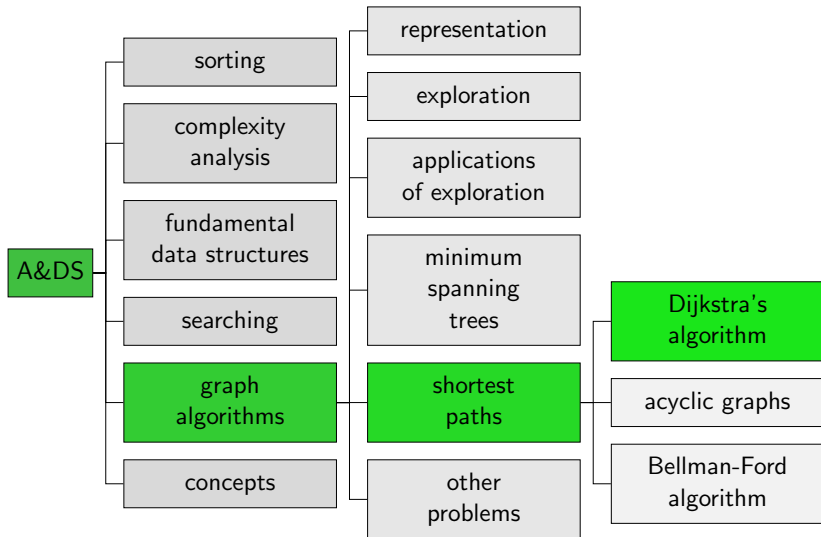 A&DS
sorting
complexity
analysis
fundamental
data structures
searching
graph
algorithms
concepts
representation
exploration
applications
of exploration
minimum
spanning
trees
shortest
paths
other
problems
Dijkstra's
algorithm
acyclic graphs
Bellman-Ford
algorithm